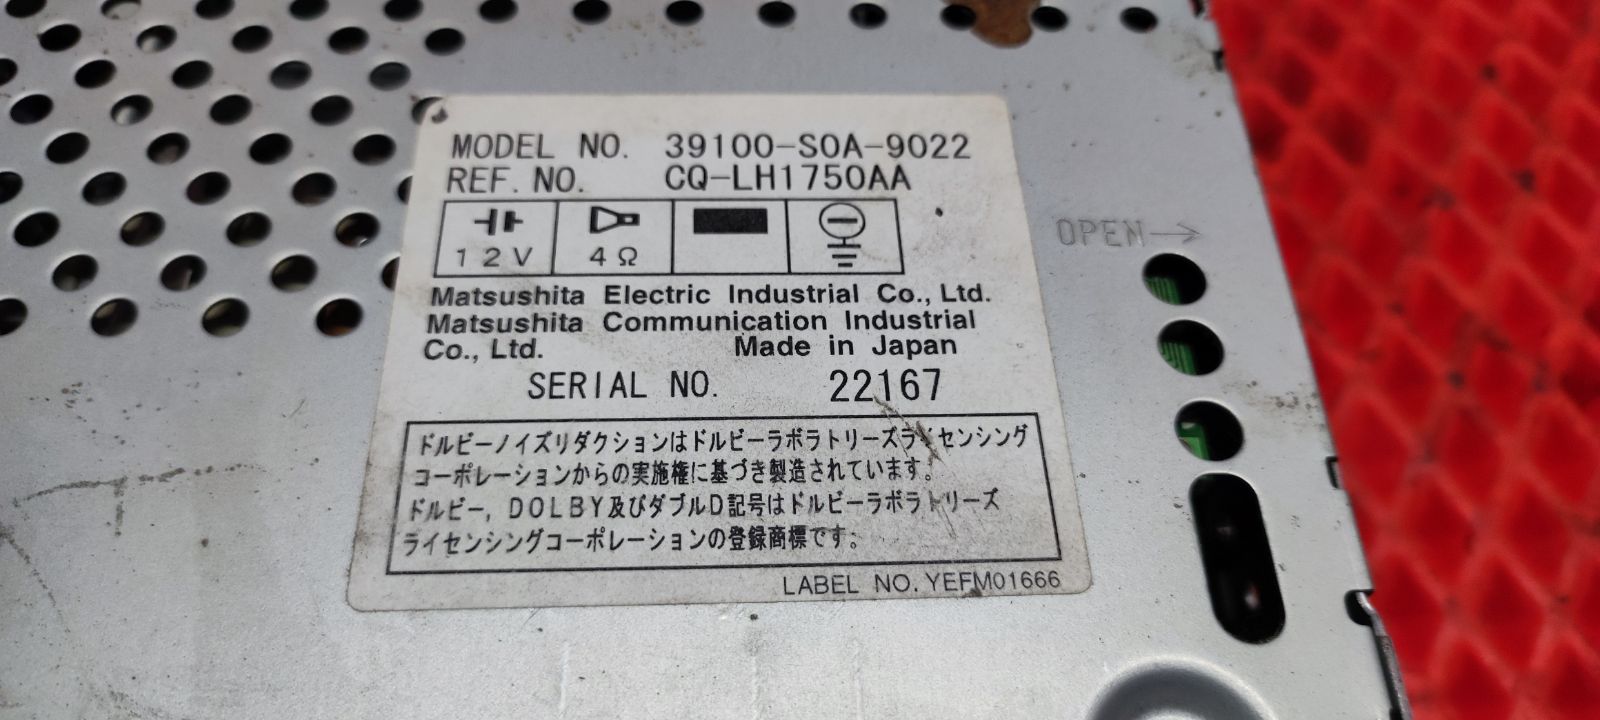 MODEL NO. 39100-S0A-9022
REF. NO. CQ-LH1750AA
12V 4Ω
Matsushita Electric Industrial Co., Ltd.
Matsushita Communication Industrial
Co., Ltd. Made in Japan
SERIAL NO. 22167
ドルビーノイズリダクションはドルビーラボラトリーズライセンシング
コーポレーションからの実施権に基づき製造されています。
ドルビー, DOLBY及びダブルD記号はドルビーラボラトリーズ
ライセンシングコーポレーションの登録商標です。
LABEL NO. YEFM01666
OPEN→